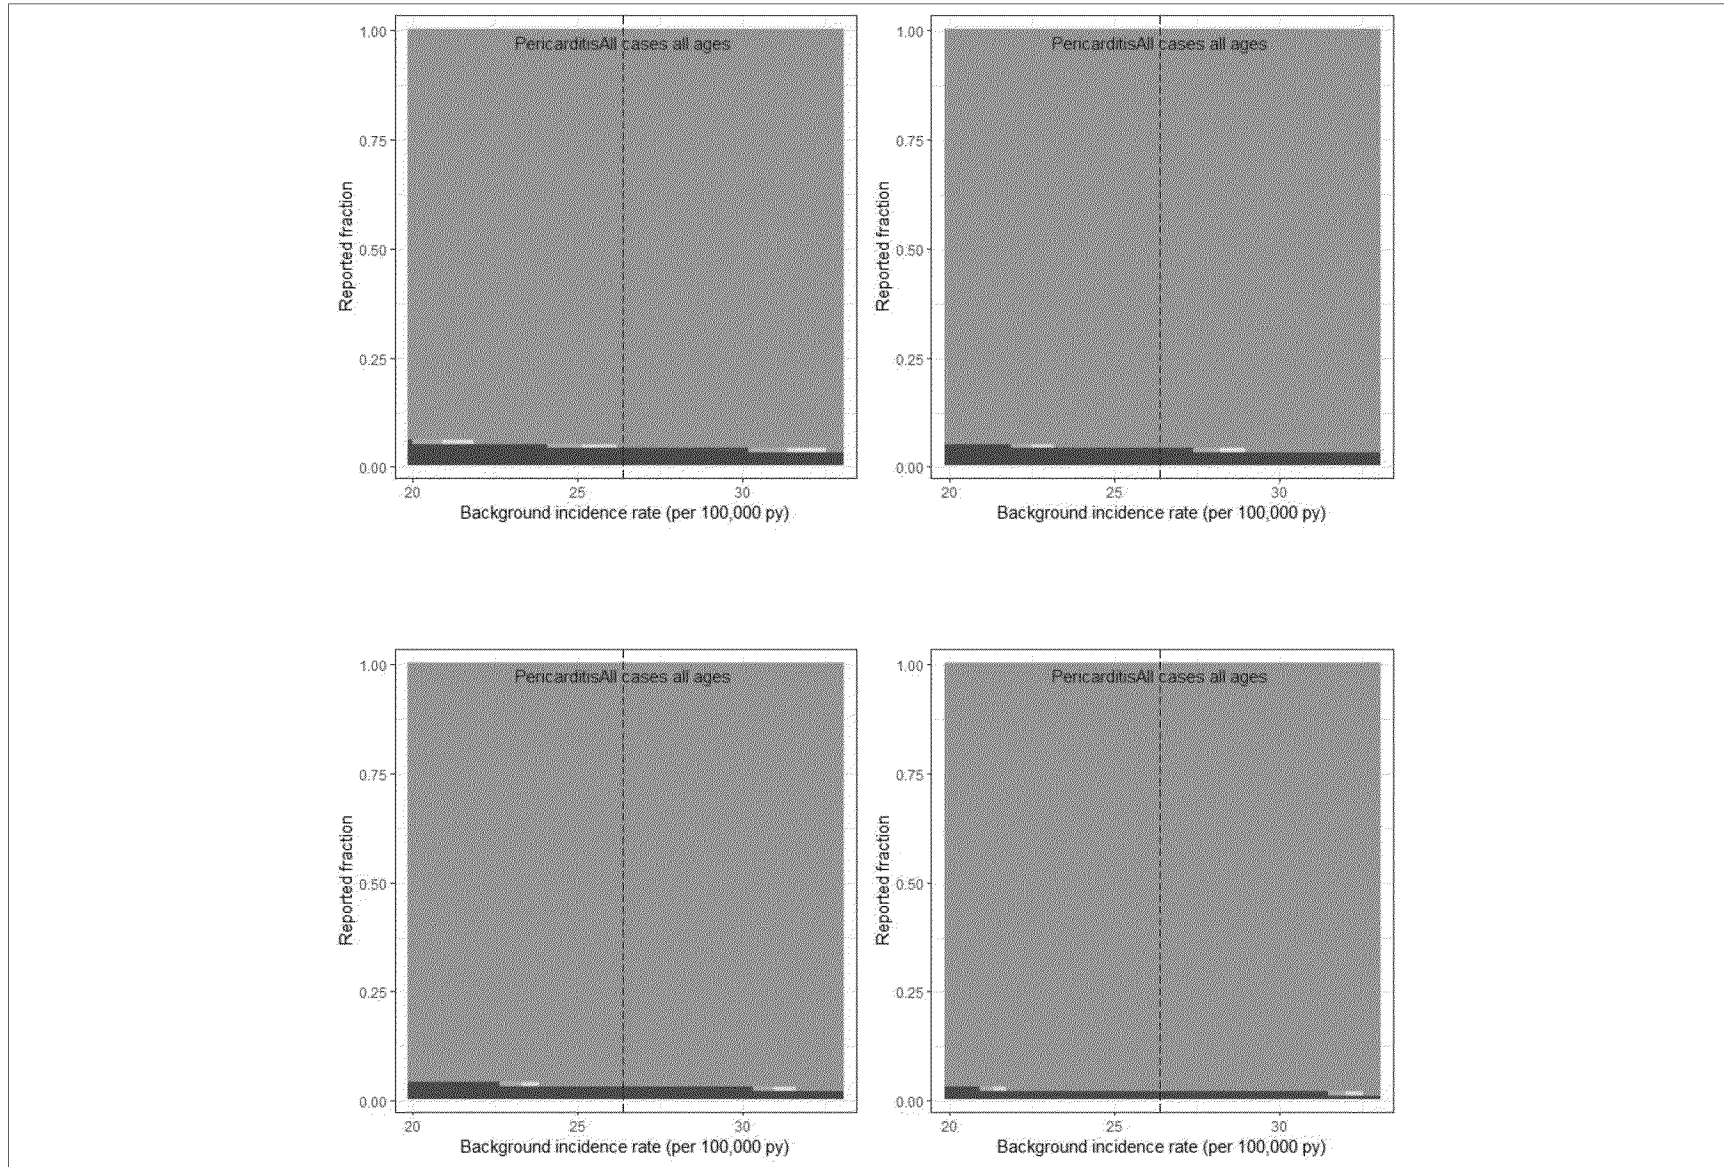 PericarditisAll cases all ages
1.00
0.75
0.50
0.25
0.00
Reported fraction
20 25 30
Background incidence rate (per 100,000 py)
PericarditisAll cases all ages
1.00
0.75
0.50
0.25
0.00
Reported fraction
20 25 30
Background incidence rate (per 100,000 py)
PericarditisAll cases all ages
1.00
0.75
0.50
0.25
0.00
Reported fraction
20 25 30
Background incidence rate (per 100,000 py)
PericarditisAll cases all ages
1.00
0.75
0.50
0.25
0.00
Reported fraction
20 25 30
Background incidence rate (per 100,000 py)